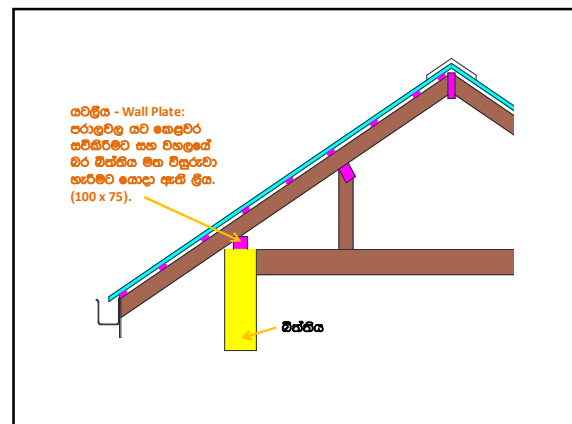 යටලීය - Wall Plate:
පරාලවල යට කෙළවර
සවිකිරීමට සහ වහලයේ
බර බිත්තිය මත විසුරුවා
හැරීමට යොදා ඇති ලීය.
(100 x 75).
බිත්තිය